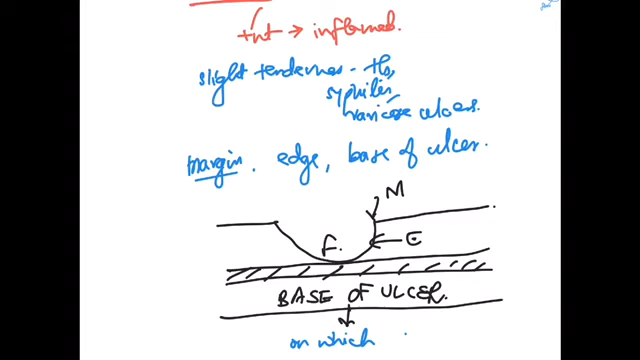 tnt → inflamed.
slight tenderness - tb,
syphilis,
varicose ulcers.
margin. edge, base of ulcer.
M
F. E
BASE OF ULCER.
on which